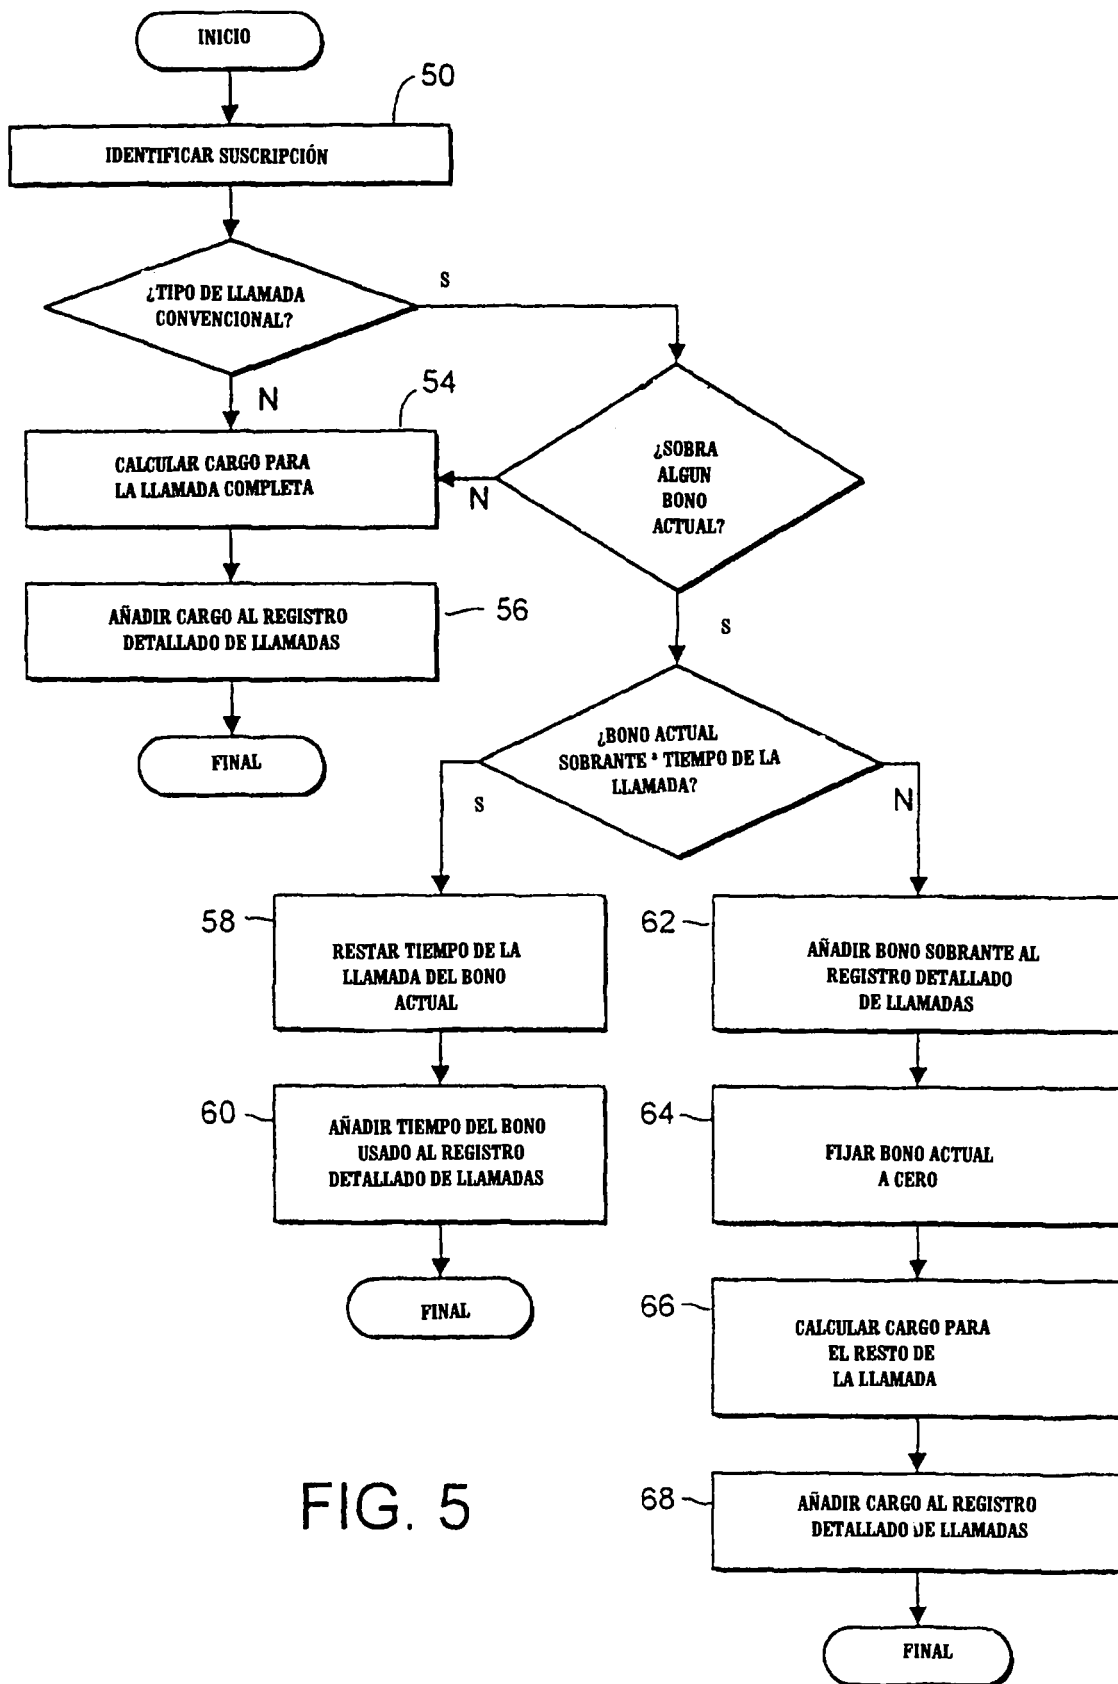 INICIO
50
IDENTIFICAR SUSCRIPCIÓN
¿TIPO DE LLAMADA
CONVENCIONAL?
S
N
54
CALCULAR CARGO PARA
LA LLAMADA COMPLETA
N
¿SOBRA
ALGUN
BONO
ACTUAL?
AÑADIR CARGO AL REGISTRO
DETALLADO DE LLAMADAS
56
S
FINAL
¿BONO ACTUAL
SOBRANTE TIEMPO DE LA
LLAMADA?
S
N
58
RESTAR TIEMPO DE LA
LLAMADA DEL BONO
ACTUAL
62
AÑADIR BONO SOBRANTE AL
REGISTRO DETALLADO
DE LLAMADAS
60
AÑADIR TIEMPO DEL BONO
USADO AL REGISTRO
DETALLADO DE LLAMADAS
64
FIJAR BONO ACTUAL
A CERO
FINAL
66
CALCULAR CARGO PARA
EL RESTO DE
LA LLAMADA
FIG. 5
68
AÑADIR CARGO AL REGISTRO
DETALLADO DE LLAMADAS
FINAL